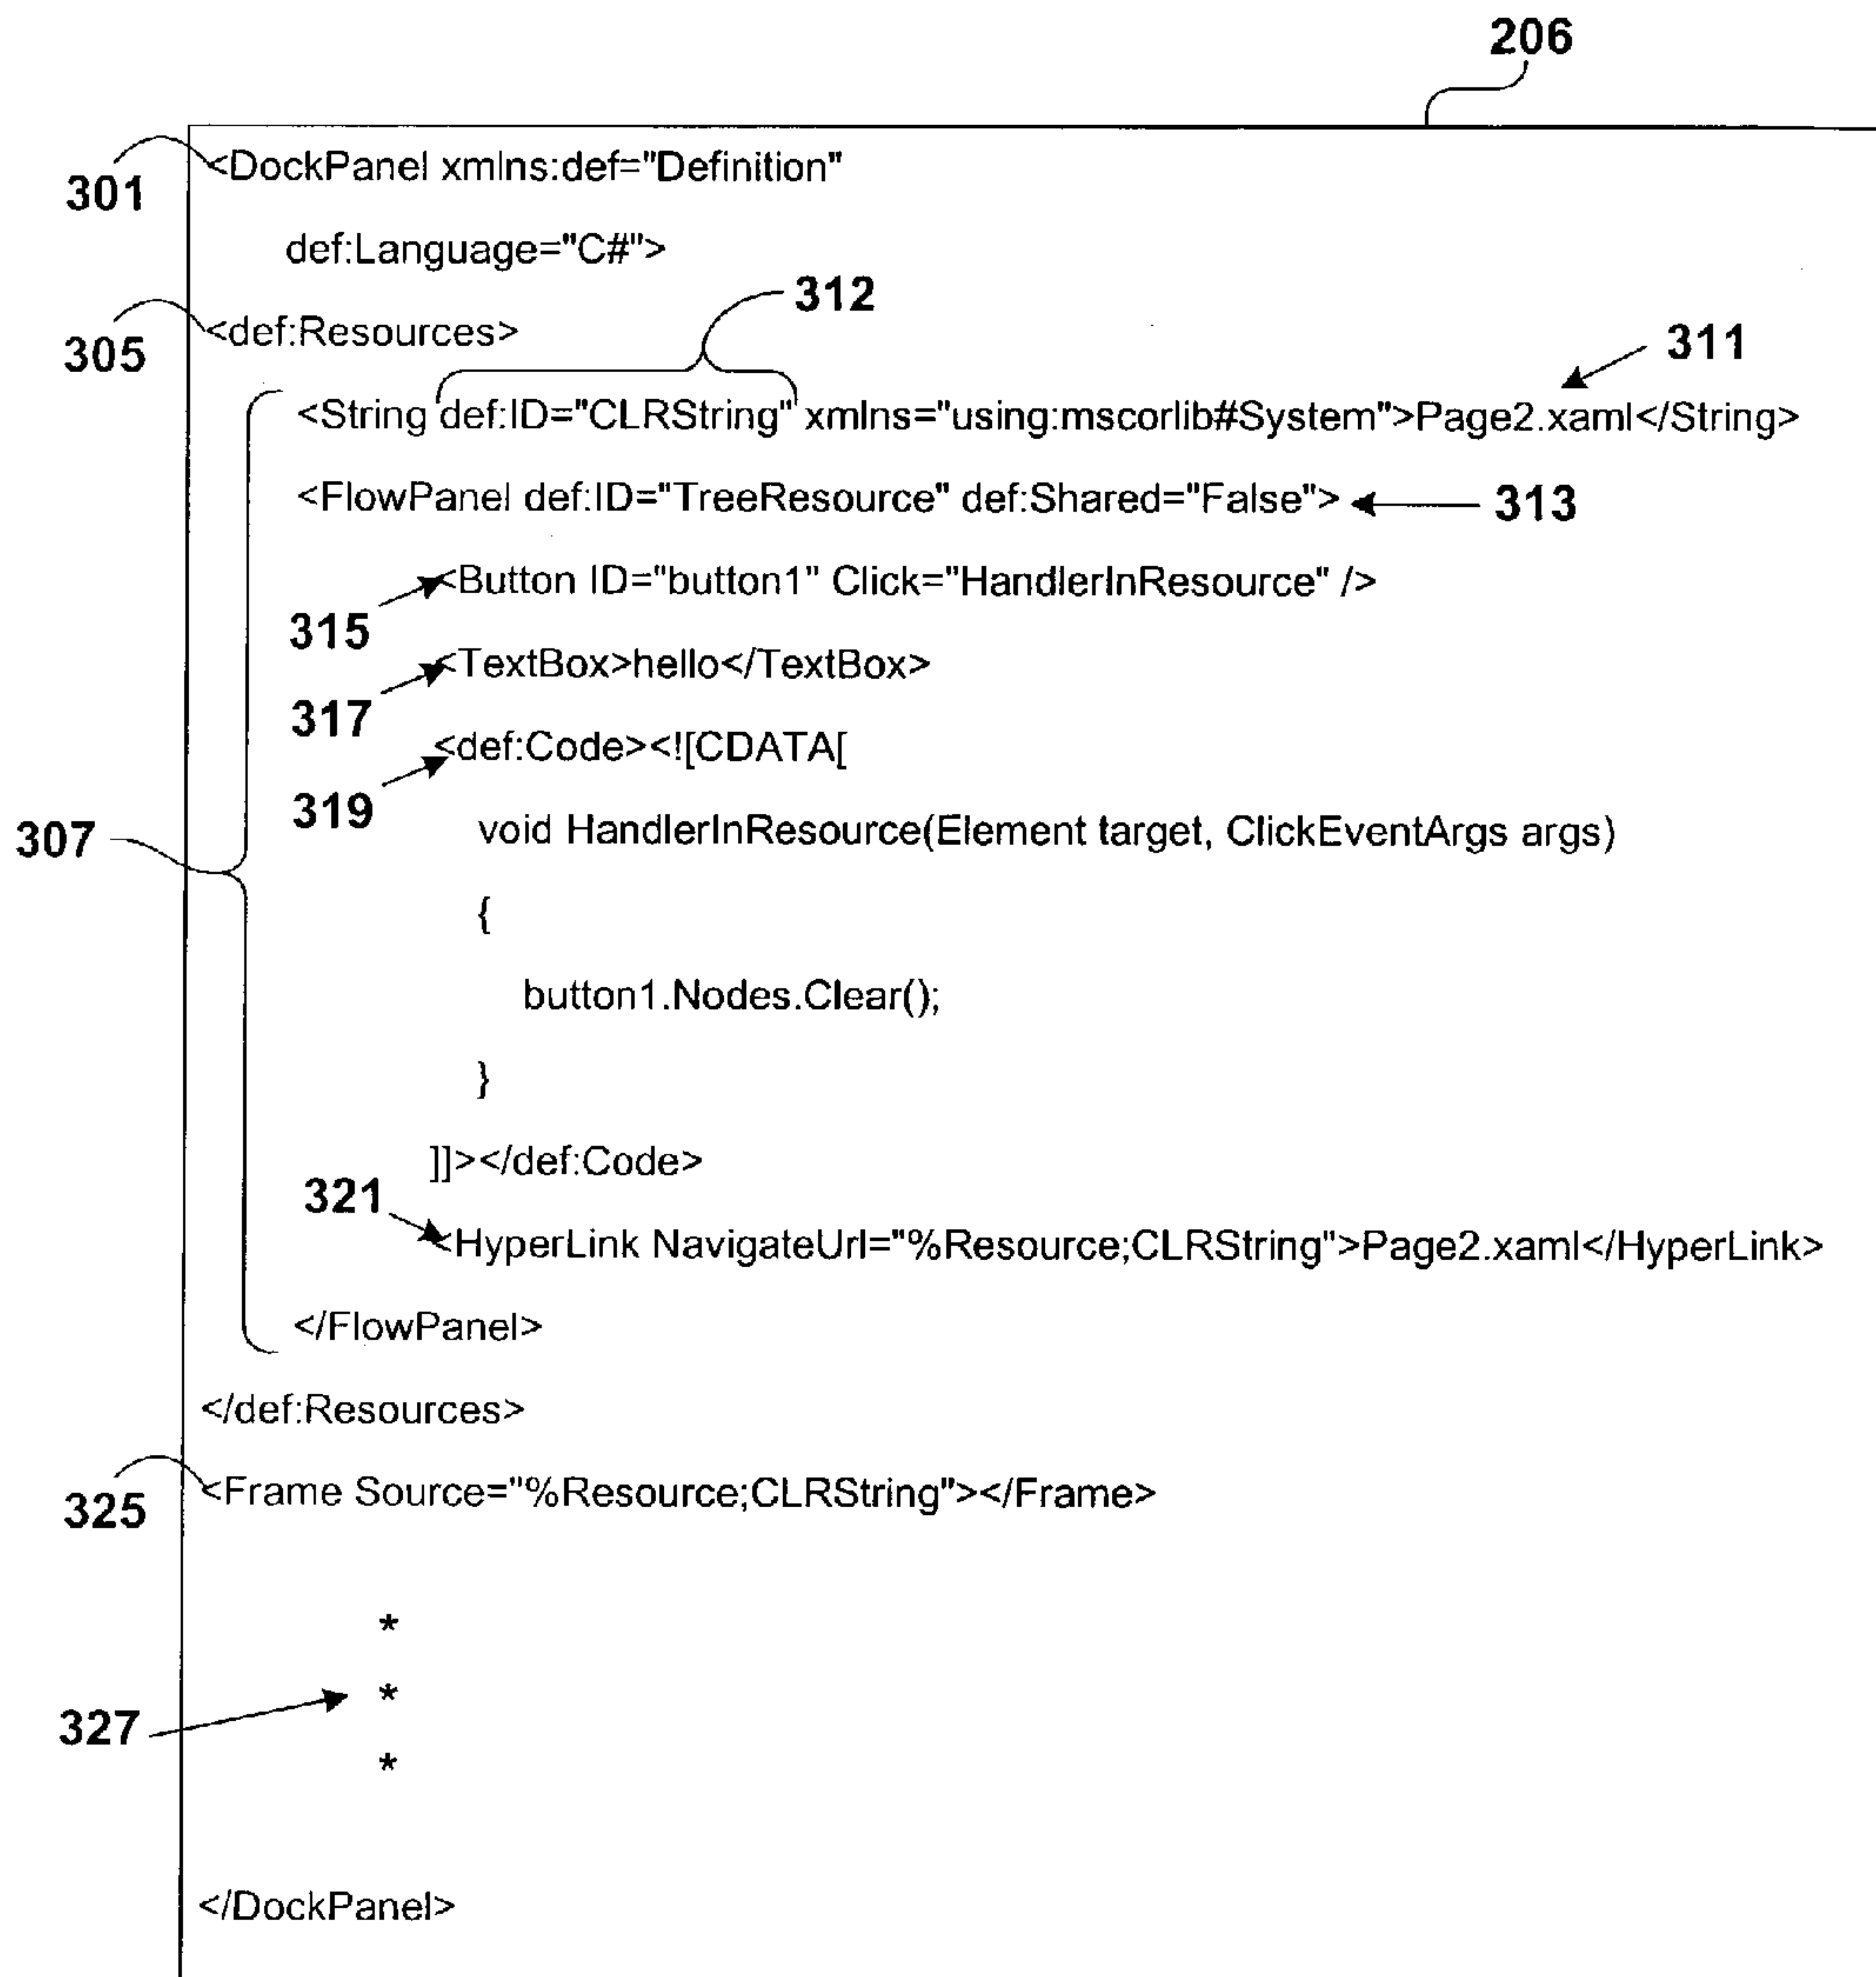 206
301 <DockPanel xmlns:def="Definition"
def:Language="C#">
312
305 <def:Resources>
311
<String def:ID="CLRString" xmlns="using:mscorlib#System">Page2.xaml</String>
<FlowPanel def:ID="TreeResource" def:Shared="False"> 313
<Button ID="button1" Click="HandlerInResource" />
315
<TextBox>hello</TextBox>
317
<def:Code><![CDATA[
319
307
void HandlerInResource(Element target, ClickEventArgs args)
{
button1.Nodes.Clear();
}
]]></def:Code>
321
<HyperLink NavigateUrl="%Resource;CLRString">Page2.xaml</HyperLink>
</FlowPanel>
</def:Resources>
325 <Frame Source="%Resource;CLRString"></Frame>
*
327 *
*
</DockPanel>